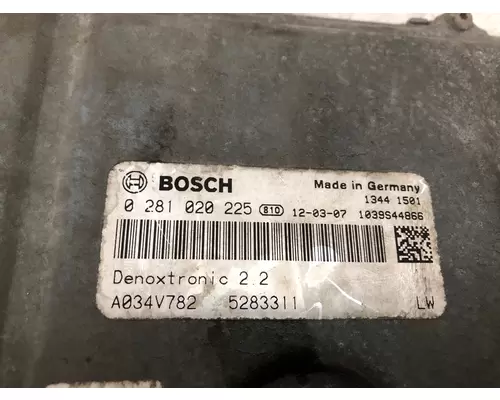 BOSCH Made in Germany
1344 1501
0 281 020 225 810 12-03-07 1039S44866
Denoxtronic 2.2
A034V782 5283311 LW